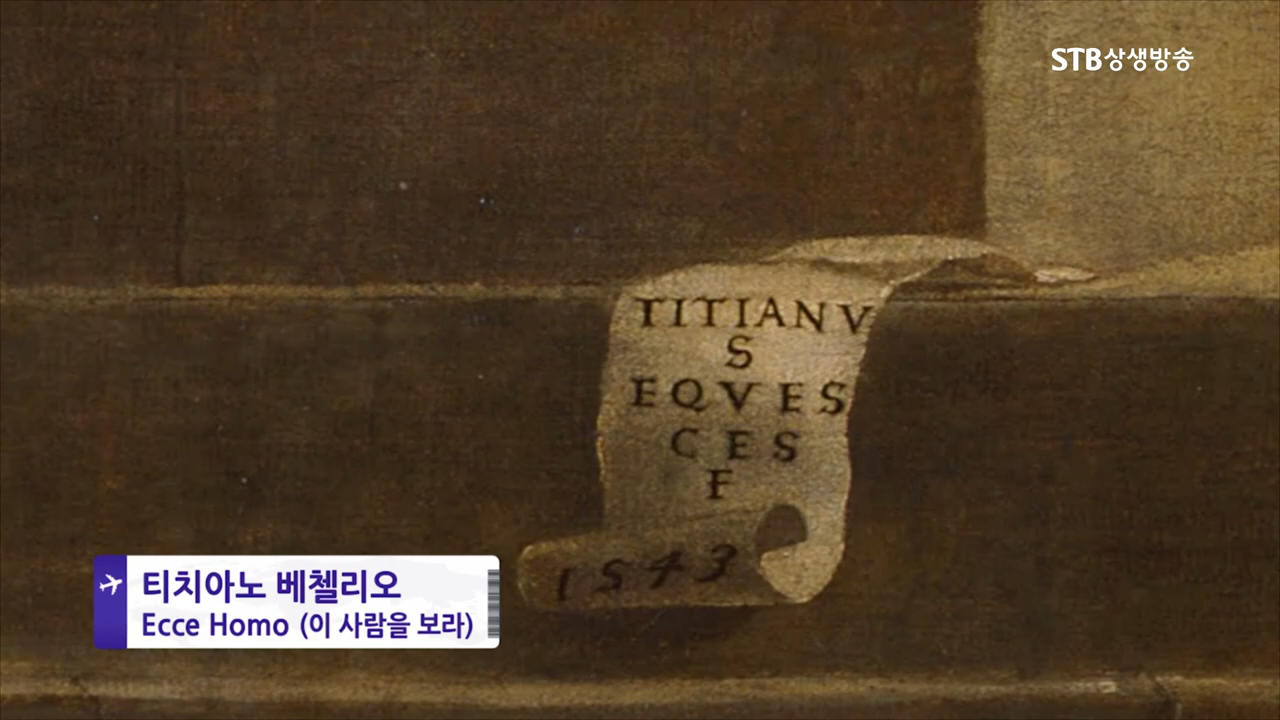 STB상생방송
TITIANV
S
EQVES
CES
F
1543
티치아노 베첼리오
Ecce Homo (이 사람을 보라)